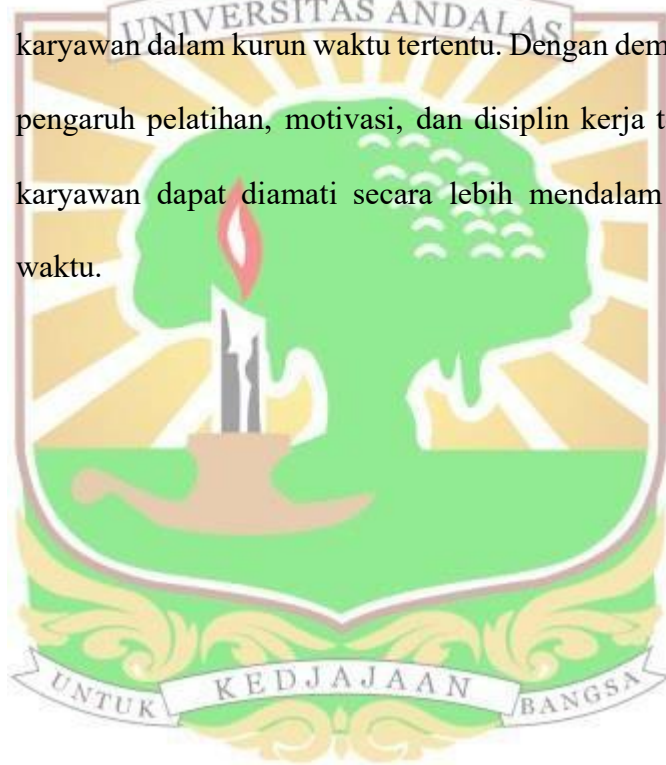 UNIVERSITAS ANDALAS
karyawan dalam kurun waktu tertentu. Dengan dem
pengaruh pelatihan, motivasi, dan disiplin kerja t
karyawan dapat diamati secara lebih mendalam
waktu.
UNTUK KEDJAJAAN BANGSA